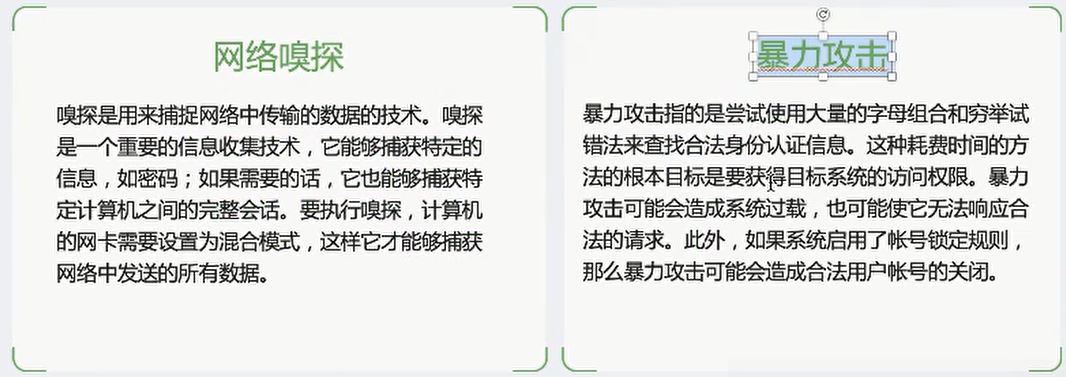 网络嗅探
嗅探是用来捕捉网络中传输的数据的技术。嗅探
是一个重要的信息收集技术，它能够捕获特定的
信息，如密码；如果需要的话，它也能够捕获特
定计算机之间的完整会话。要执行嗅探，计算机
的网卡需要设置为混合模式，这样它才能够捕获
网络中发送的所有数据。
暴力攻击
暴力攻击指的是尝试使用大量的字母组合和穷举试
错法来查找合法身份认证信息。这种耗费时间的方
法的根本目标是要获得目标系统的访问权限。暴力
攻击可能会造成系统过载，也可能使它无法响应合
法的请求。此外，如果系统启用了帐号锁定规则，
那么暴力攻击可能会造成合法用户帐号的关闭。